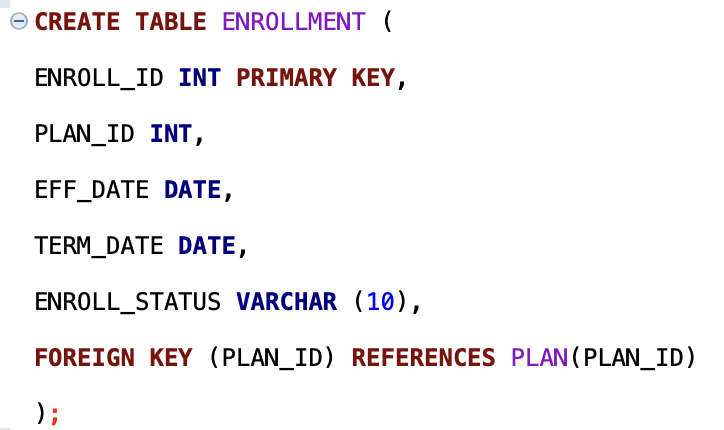 CREATE TABLE ENROLLMENT (
ENROLL_ID INT PRIMARY KEY,
PLAN_ID INT,
EFF_DATE DATE,
TERM_DATE DATE,
ENROLL_STATUS VARCHAR (10),
FOREIGN KEY (PLAN_ID) REFERENCES PLAN(PLAN_ID)
);